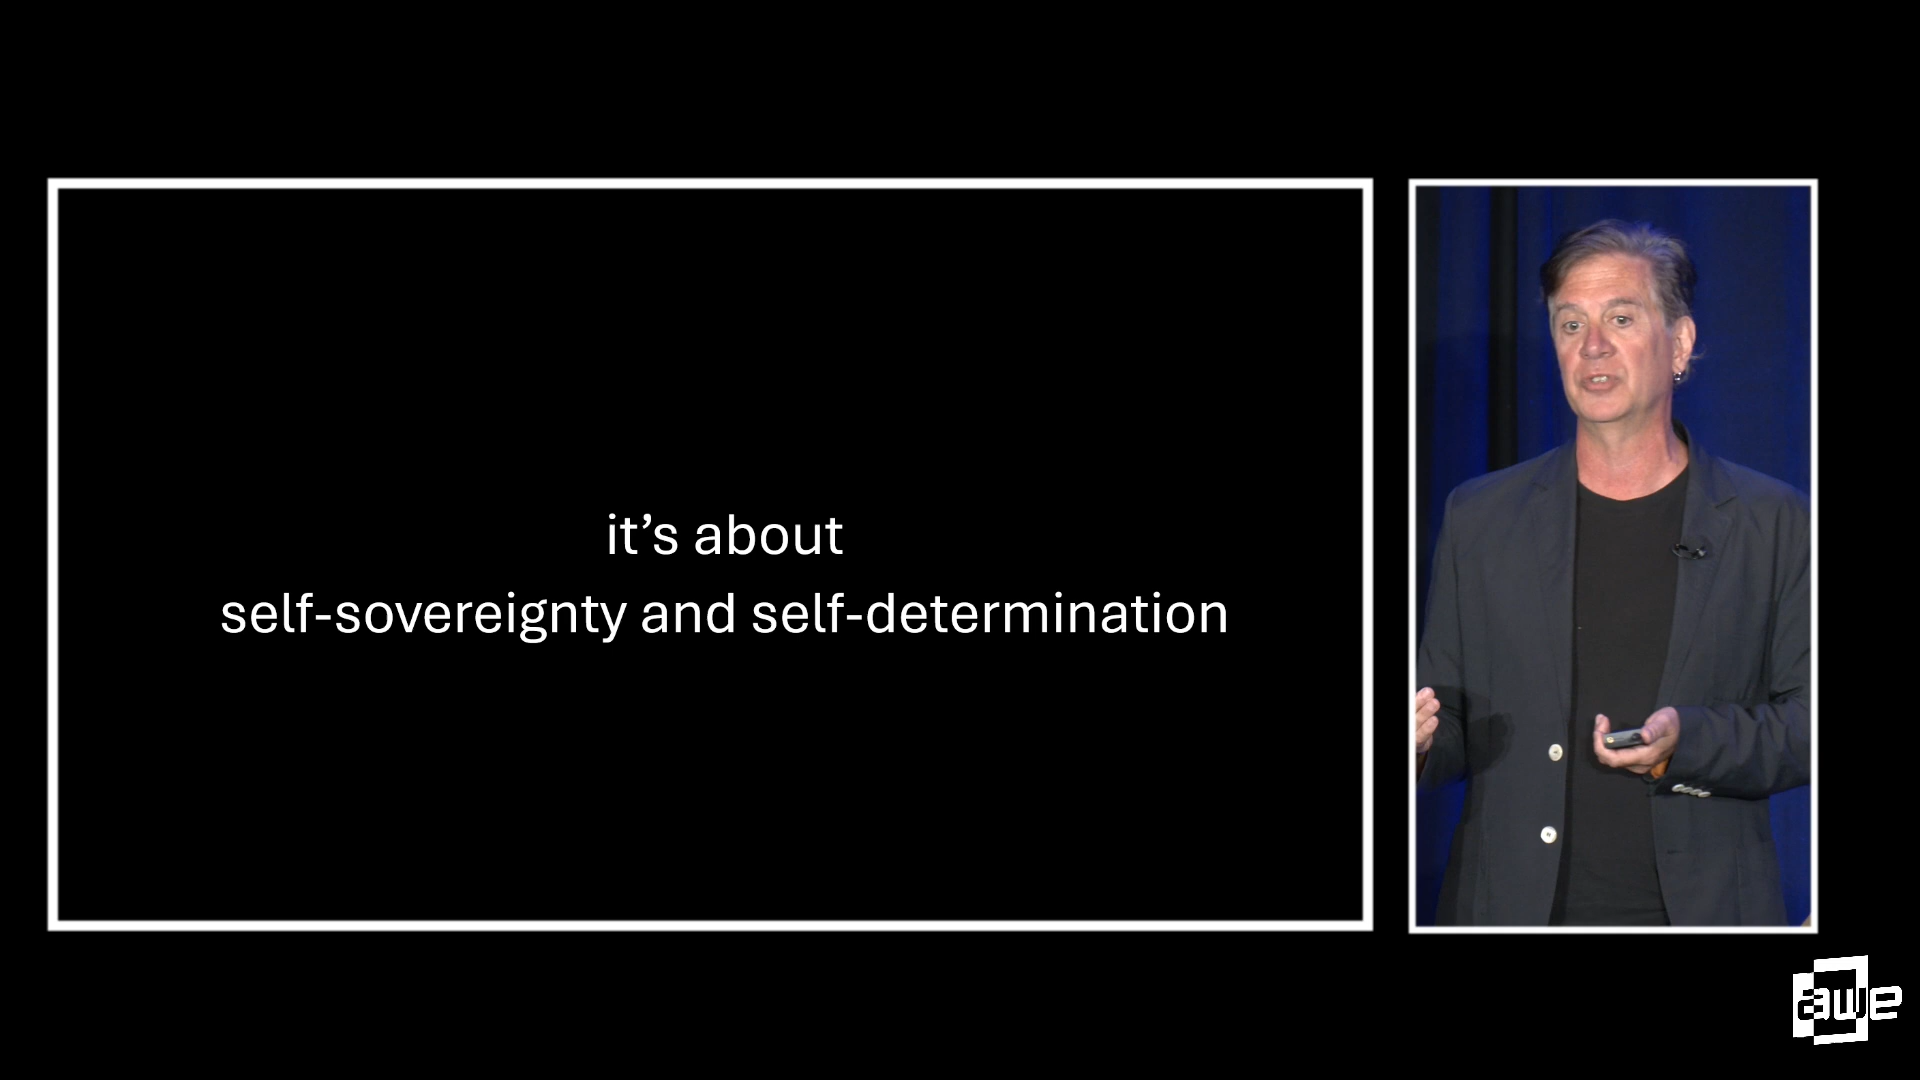 it’s about
self-sovereignty and self-determination
awe